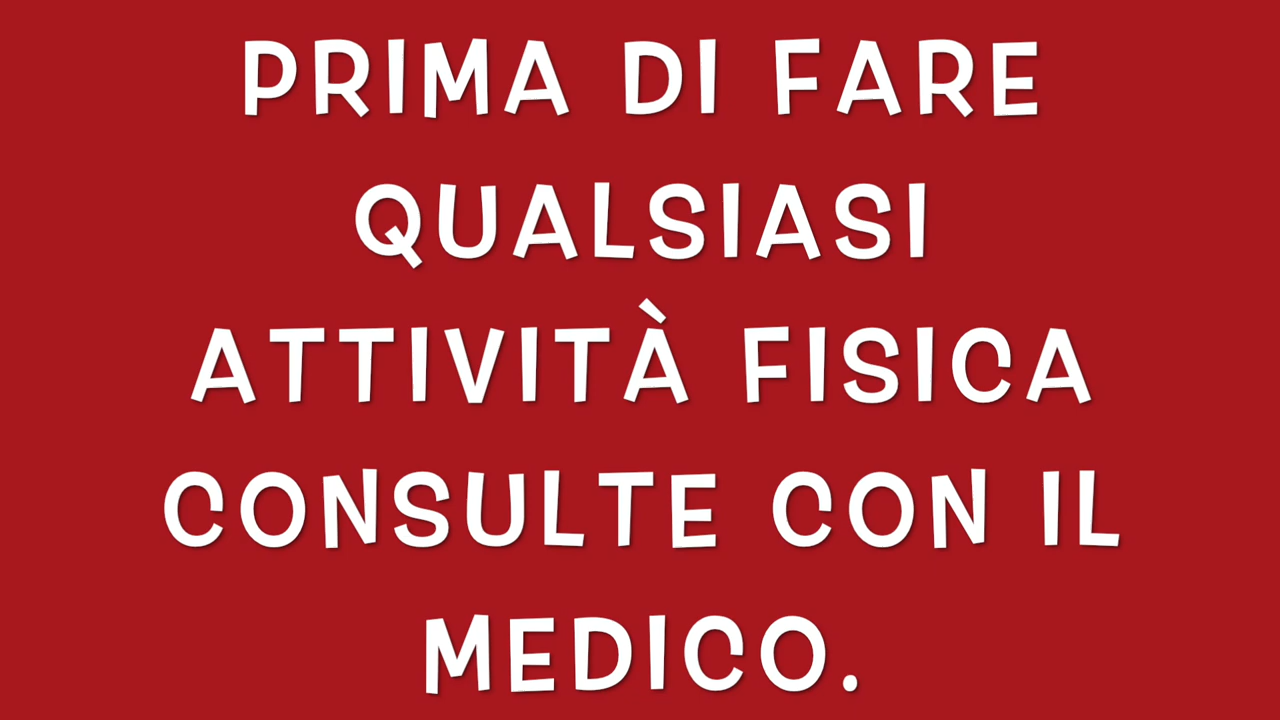 PRIMA DI FARE
QUALSIASI
ATTIVITÀ FISICA
CONSULTE CON IL
MEDICO.